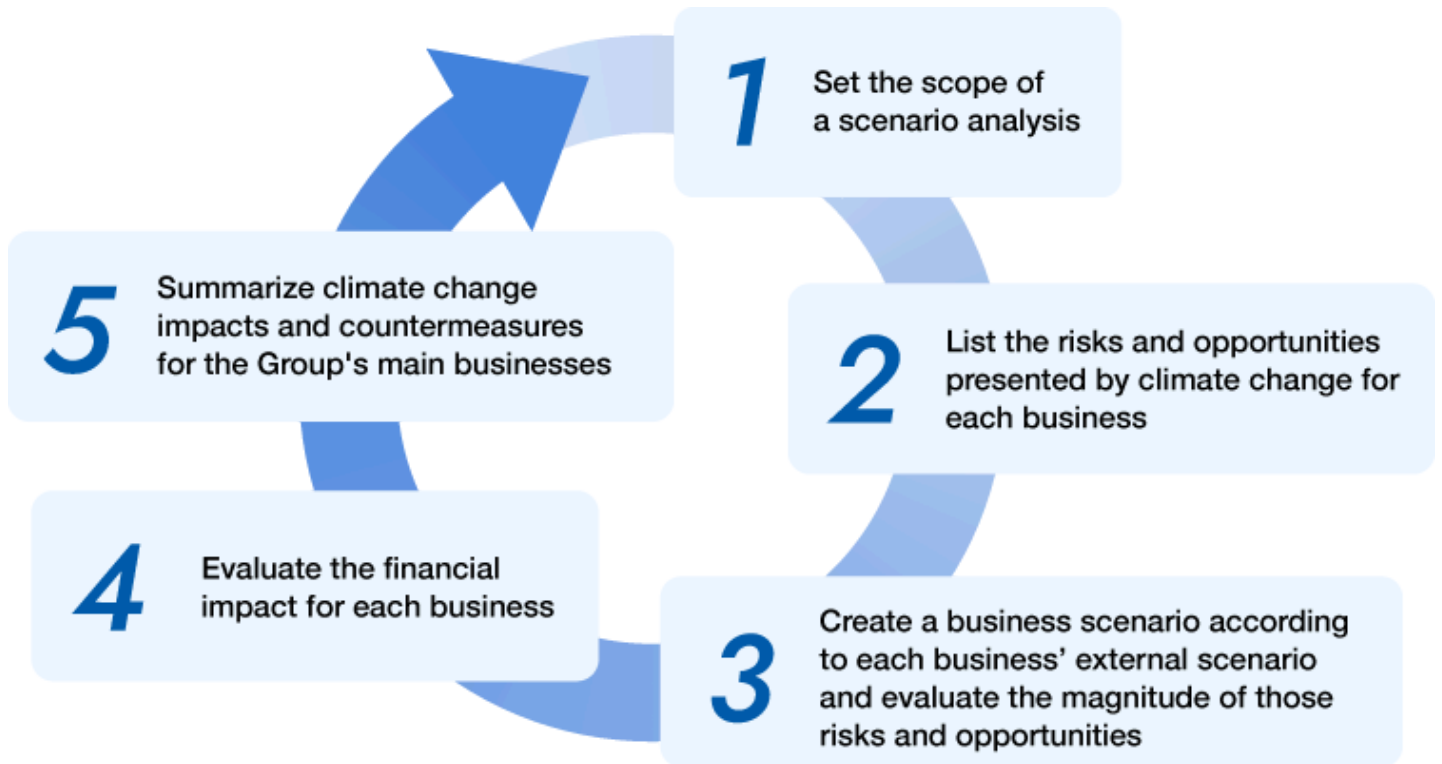 1
Set the scope of
a scenario analysis
2
List the risks and opportunities
presented by climate change for
each business
3
Create a business scenario according
to each business’ external scenario
and evaluate the magnitude of those
risks and opportunities
4
Evaluate the financial
impact for each business
5
Summarize climate change
impacts and countermeasures
for the Group's main businesses